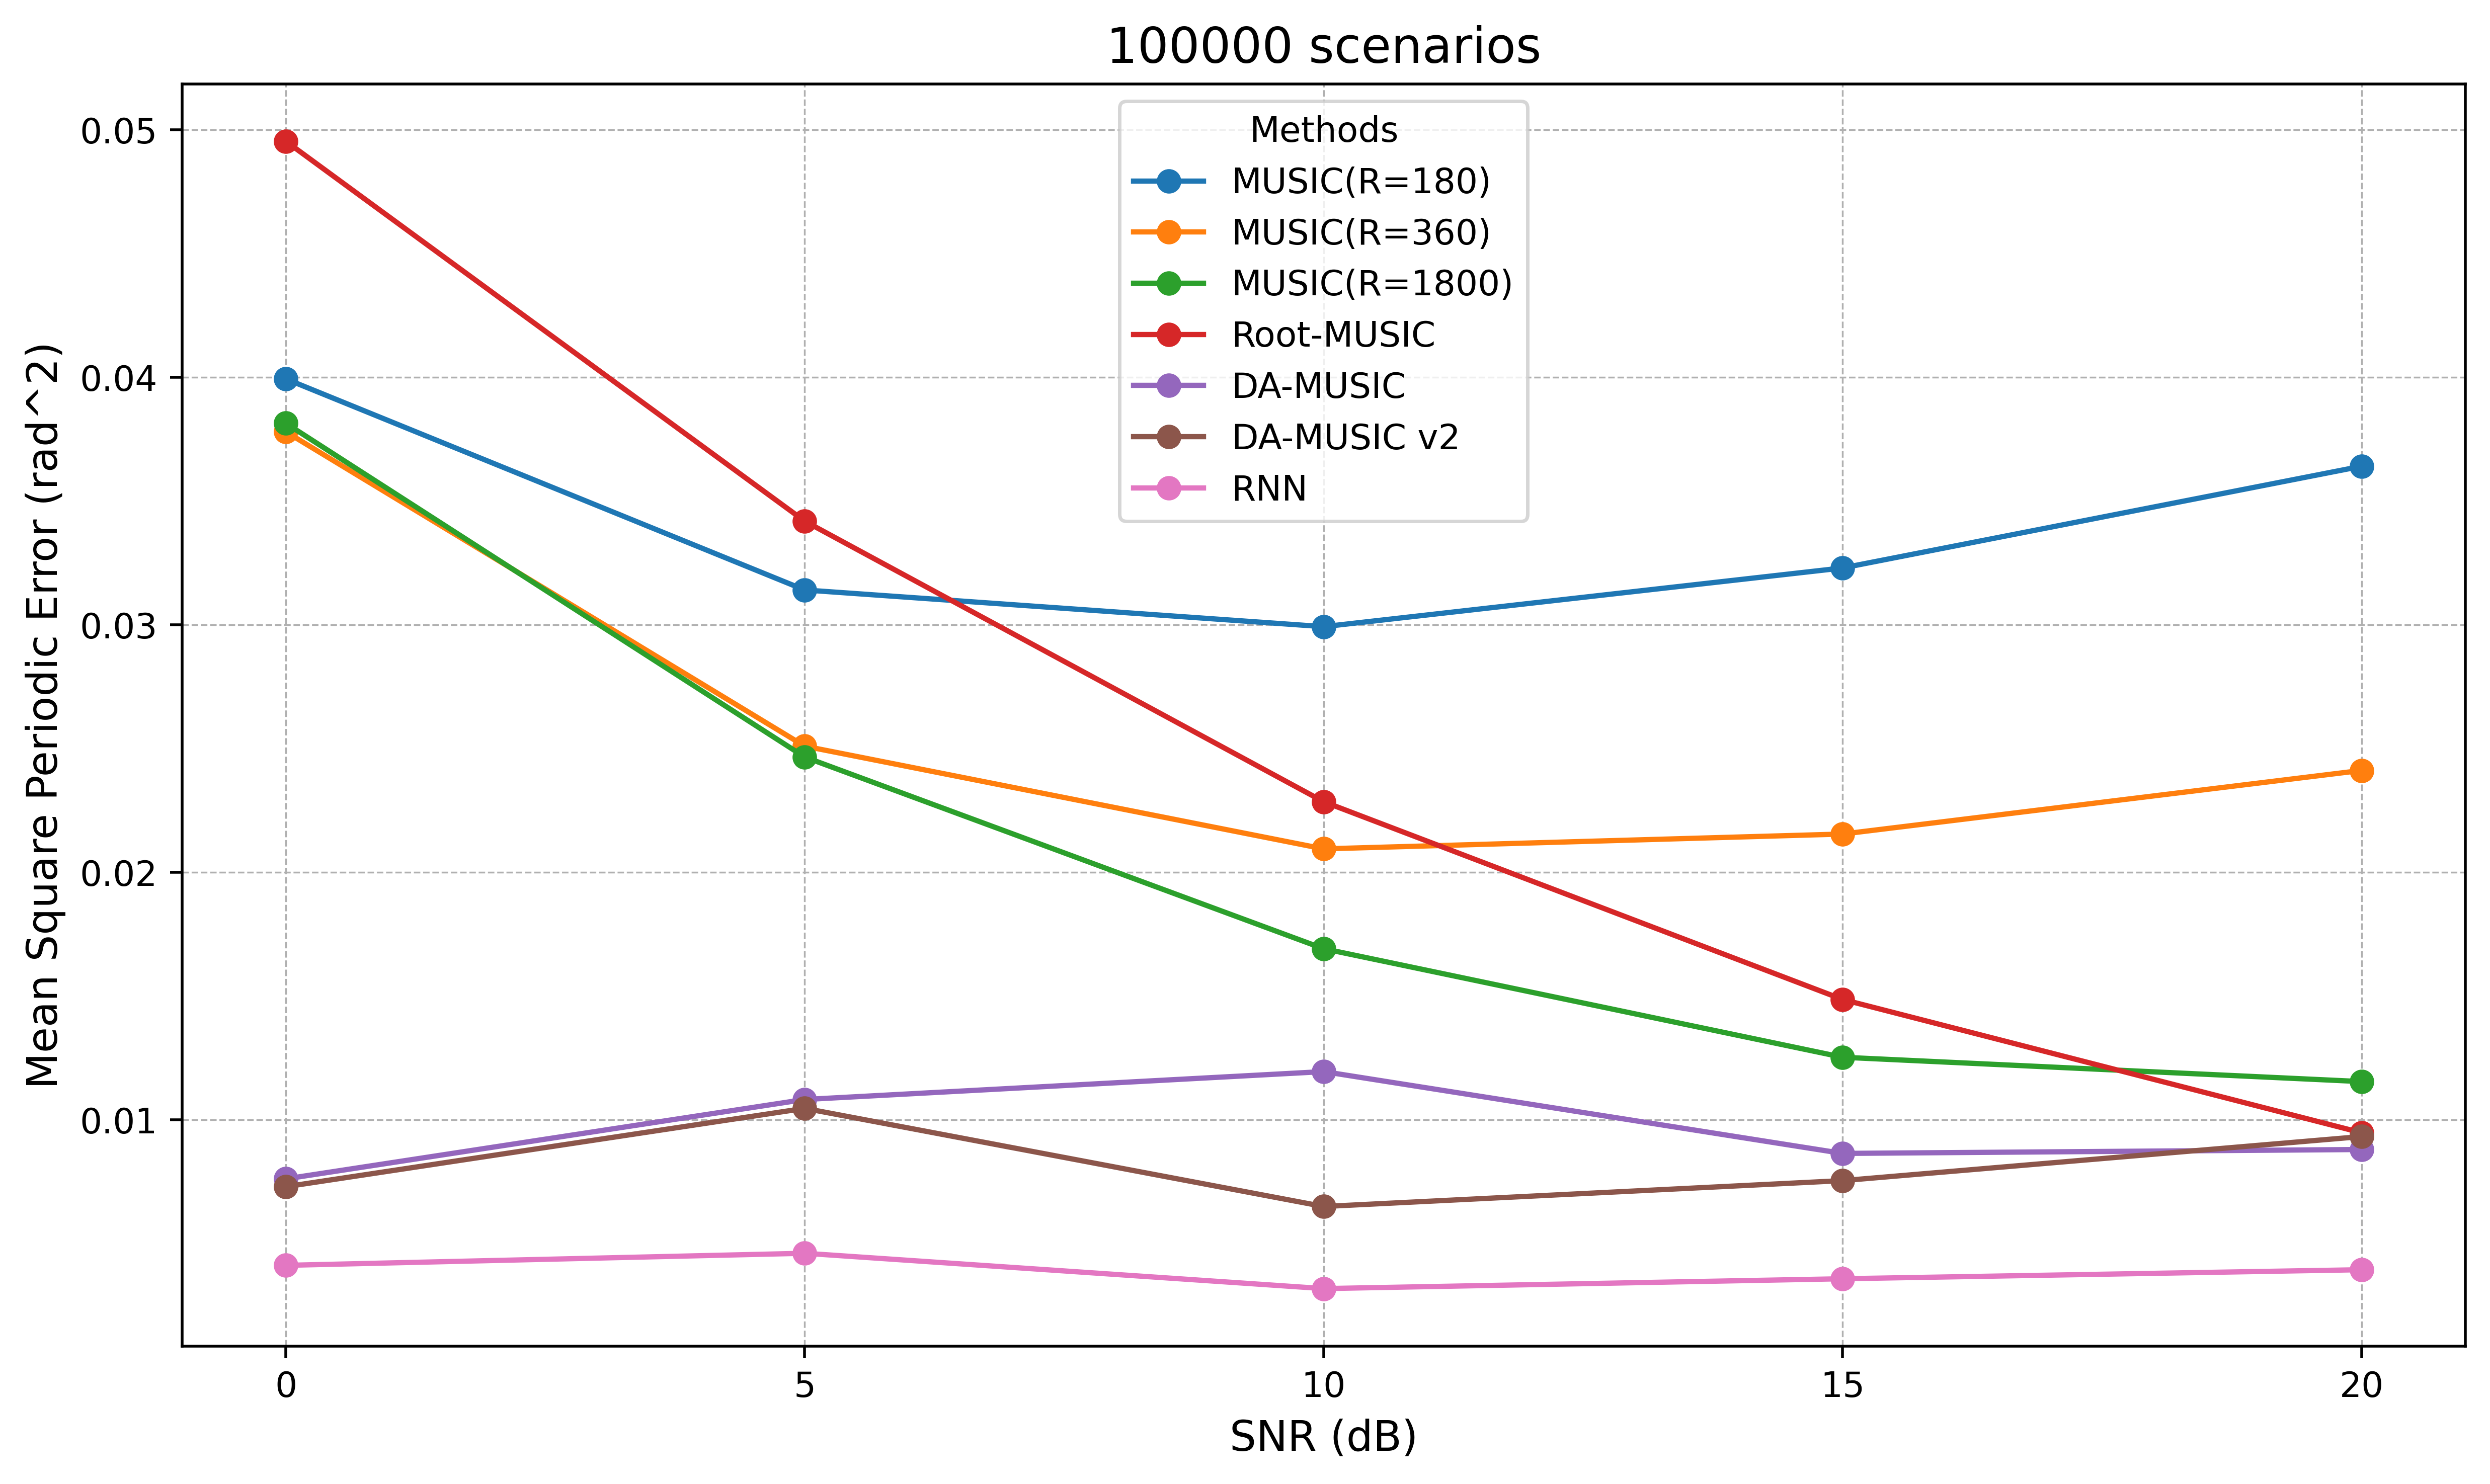 100000 scenarios
Mean Square Periodic Error (rad^2)
0.05
0.04
0.03
0.02
0.01
Methods
MUSIC(R=180)
MUSIC(R=360)
MUSIC(R=1800)
Root-MUSIC
DA-MUSIC
DA-MUSIC v2
RNN
0 5 10 15 20
SNR (dB)